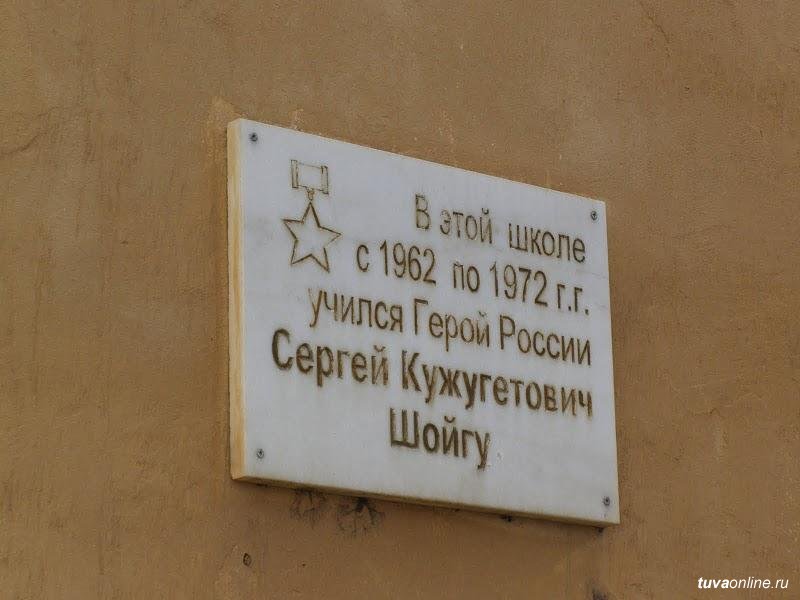 В этой школе
с 1962 по 1972 г.г.
учился Герой России
Сергей Кужугетович
Шойгу
tuvaonline.ru